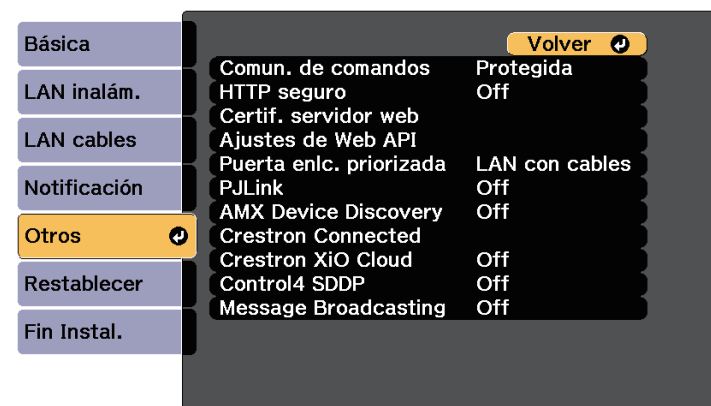 Básica
LAN inalám.
LAN cables
Notificación
Otros
Restablecer
Fin Instal.
Volver
Comun. de comandos Protegida
HTTP seguro Off
Certif. servidor web
Ajustes de Web API
Puerta enlc. priorizada LAN con cables
PJLink Off
AMX Device Discovery Off
Crestron Connected
Crestron XiO Cloud Off
Control4 SDDP Off
Message Broadcasting Off